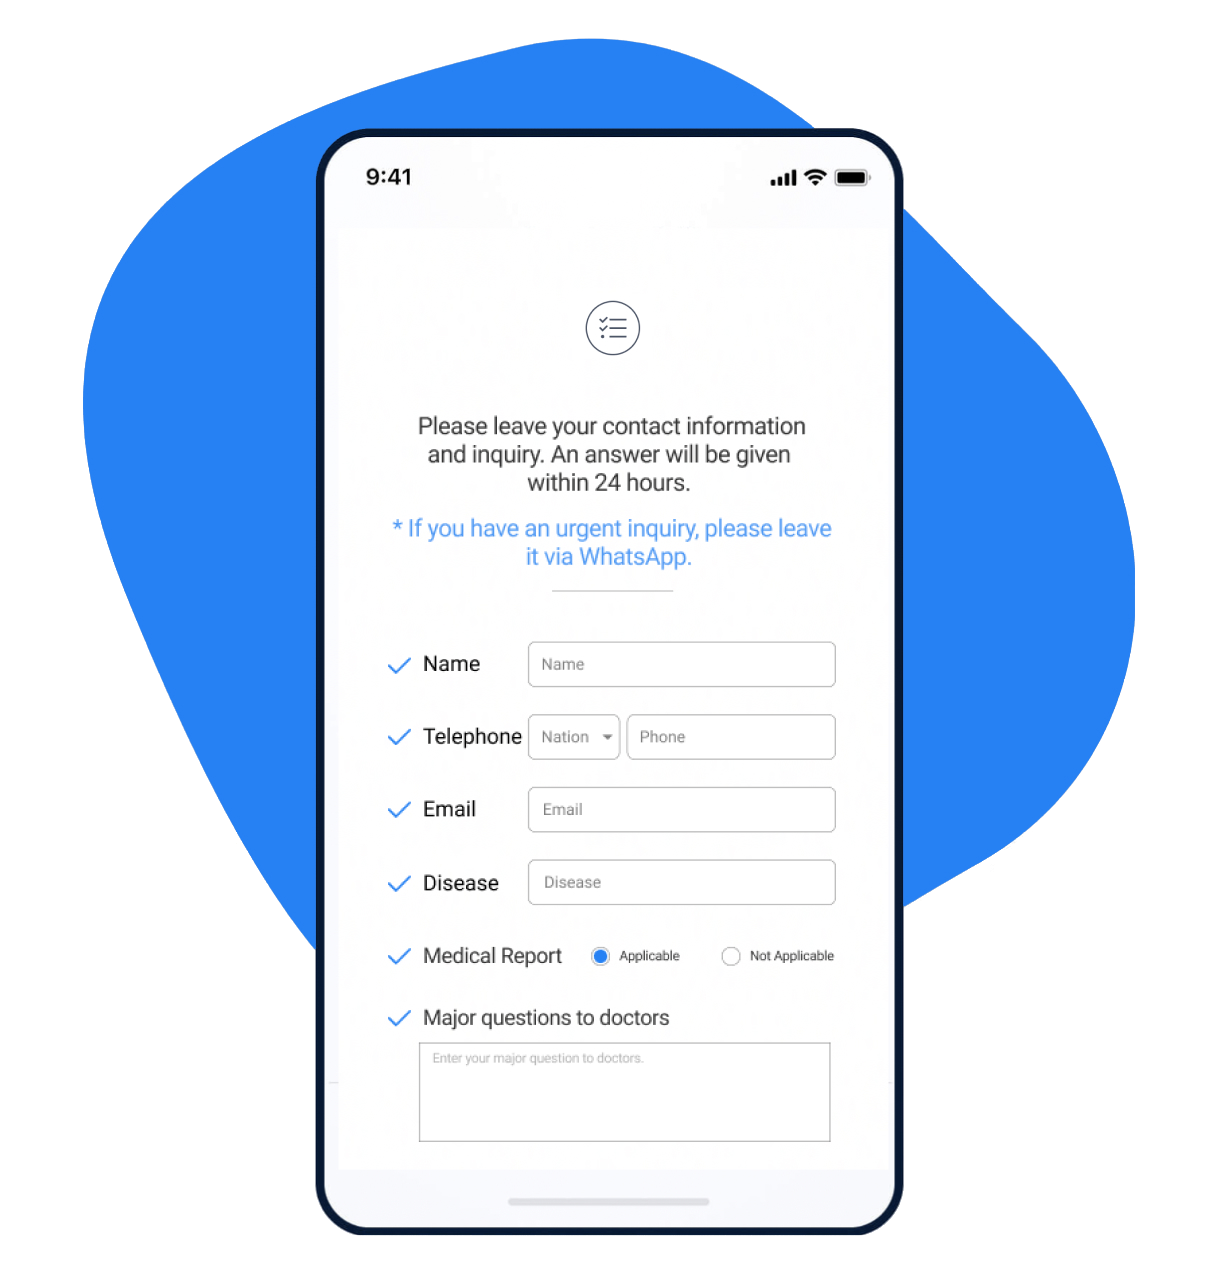 9:41
Please leave your contact information
and inquiry. An answer will be given
within 24 hours.
* If you have an urgent inquiry, please leave
it via WhatsApp.
Name Name
Telephone Nation Phone
Email Email
Disease Disease
Medical Report Applicable Not Applicable
Major questions to doctors
Enter your major question to doctors.